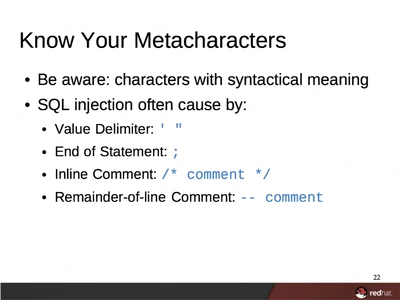 Know Your Metacharacters
• Be aware: characters with syntactical meaning
• SQL injection often cause by:
• Value Delimiter: ' "
• End of Statement: ;
• Inline Comment: /* comment */
• Remainder-of-line Comment: -- comment
22
redhat